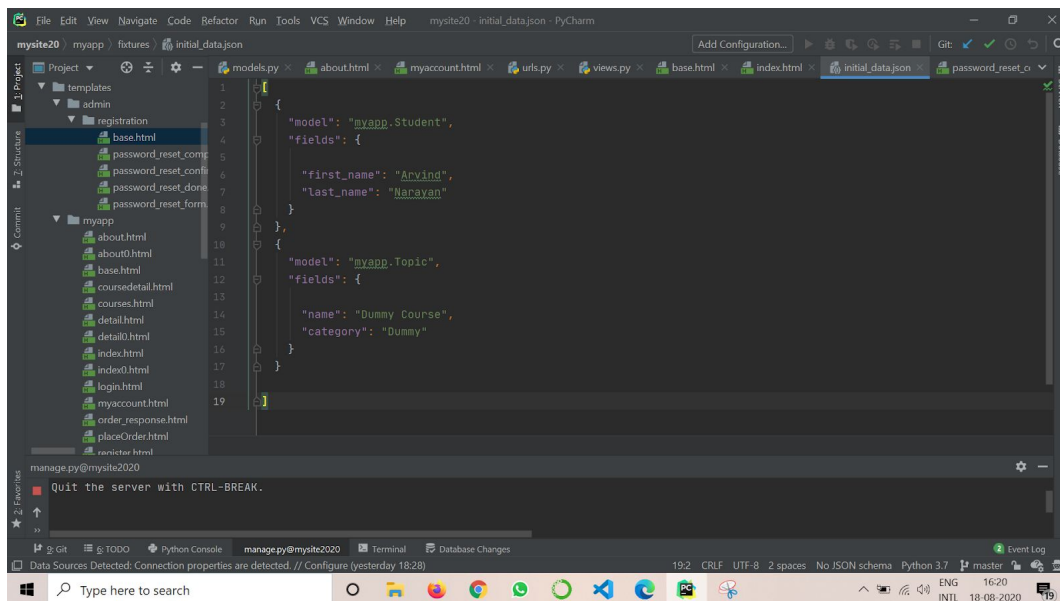 File Edit View Navigate Code Refactor Run Tools VCS Window Help mysite20 - initial_data.json - PyCharm
mysite20 myapp fixtures initial_data.json Add Configuration... Git:
Project models.py about.html myaccount.html urls.py views.py base.html index.html initial_data.json
1: Project
7: Structure
Commit
2: Favorites
templates
admin
registration
base.html
password_reset_comp
password_reset_confi
password_reset_done
password_reset_form.
myapp
about.html
about0.html
base.html
coursedetail.html
courses.html
detail.html
detail0.html
index.html
index0.html
login.html
myaccount.html
order_response.html
placeOrder.html
register.html
1 [
2 {
3 "model": "myapp.Student",
4 "fields": {
5
6 "first_name": "Arvind",
7 "last_name": "Narayan"
8 }
9 },
10 {
11 "model": "myapp.Topic",
12 "fields": {
13
14 "name": "Dummy Course",
15 "category": "Dummy"
16 }
17 }
18
19 ]
manage.py@mysite2020
Quit the server with CTRL-BREAK.
9: Git 6: TODO Python Console manage.py@mysite2020 Terminal Database Changes 2 Event Log
Data Sources Detected: Connection properties are detected. // Configure (yesterday 18:28) 19:2 CRLF UTF-8 2 spaces No JSON schema Python 3.7 master
Type here to search ENG 16:20
INTL 18-08-2020 19